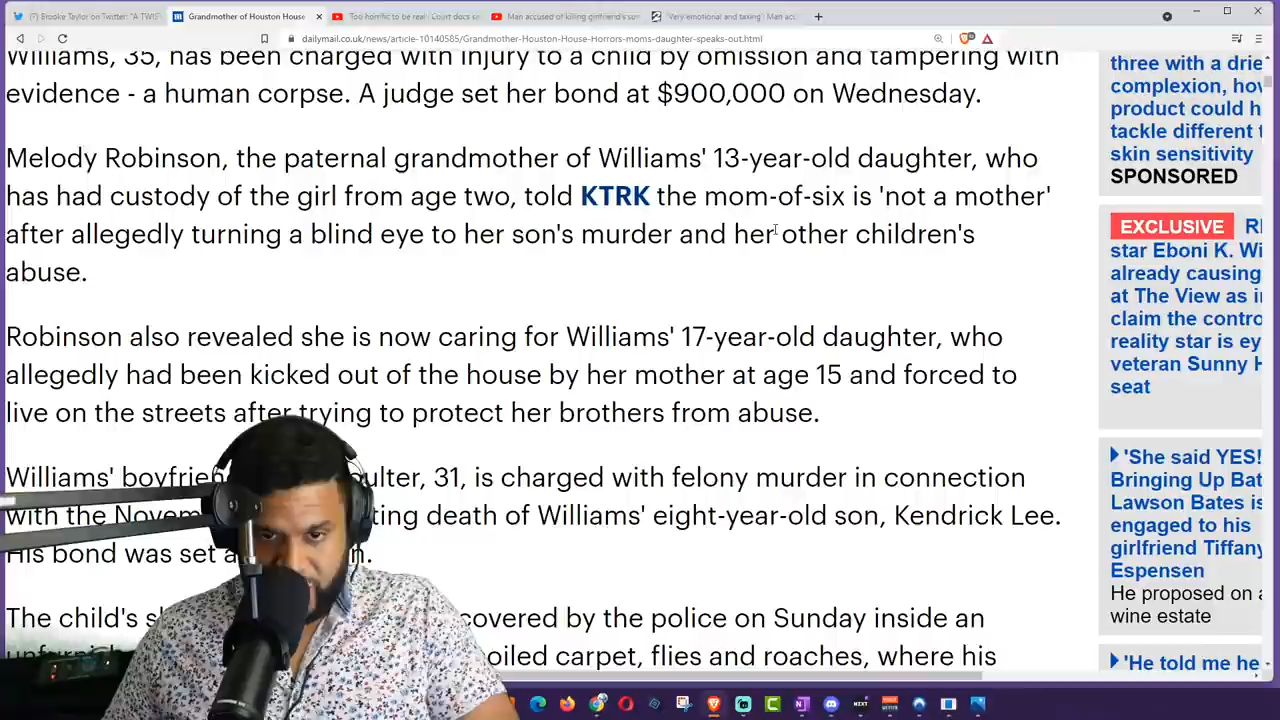 (7) Brooke Taylor on Twitter: "A TWIS
Grandmother of Houston House
Too horrific to be real - Court docs
Man accused of killing girlfriend's son
'Very emotional and taxing': Man acc
dailymail.co.uk/news/article-10140585/Grandmother-Houston-House-Horrors-moms-daughter-speaks-out.html
Williams, 35, has been charged with injury to a child by omission and tampering with
evidence - a human corpse. A judge set her bond at $900,000 on Wednesday.
Melody Robinson, the paternal grandmother of Williams' 13-year-old daughter, who
has had custody of the girl from age two, told KTRK the mom-of-six is 'not a mother'
after allegedly turning a blind eye to her son's murder and her other children's
abuse.
Robinson also revealed she is now caring for Williams' 17-year-old daughter, who
allegedly had been kicked out of the house by her mother at age 15 and forced to
live on the streets after trying to protect her brothers from abuse.
Williams' boyfrien oulter, 31, is charged with felony murder in connection
with the Novem ting death of Williams' eight-year-old son, Kendrick Lee.
His bond was set a n.
The child's s covered by the police on Sunday inside an
oiled carpet, flies and roaches, where his
three with a drie
complexion, how
product could h
tackle different t
skin sensitivity
SPONSORED
EXCLUSIVE
star Eboni K. Wi
already causing
at The View as i
claim the contro
reality star is ey
veteran Sunny H
seat
'She said YES!
Bringing Up Bat
Lawson Bates is
engaged to his
girlfriend Tiffany
Espensen
He proposed on a
wine estate
'He told me he